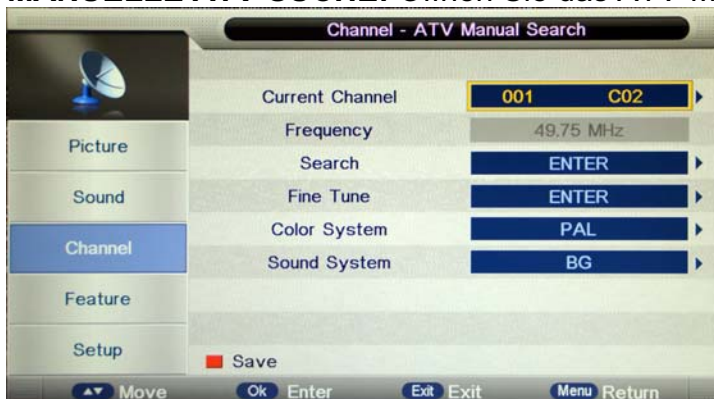 Channel - ATV Manual Search
Current Channel 001 C02
Frequency 49.75 MHz
Search ENTER
Fine Tune ENTER
Color System PAL
Sound System BG
Picture
Sound
Channel
Feature
Setup
Save
Move Ok Enter Exit Exit Menu Return